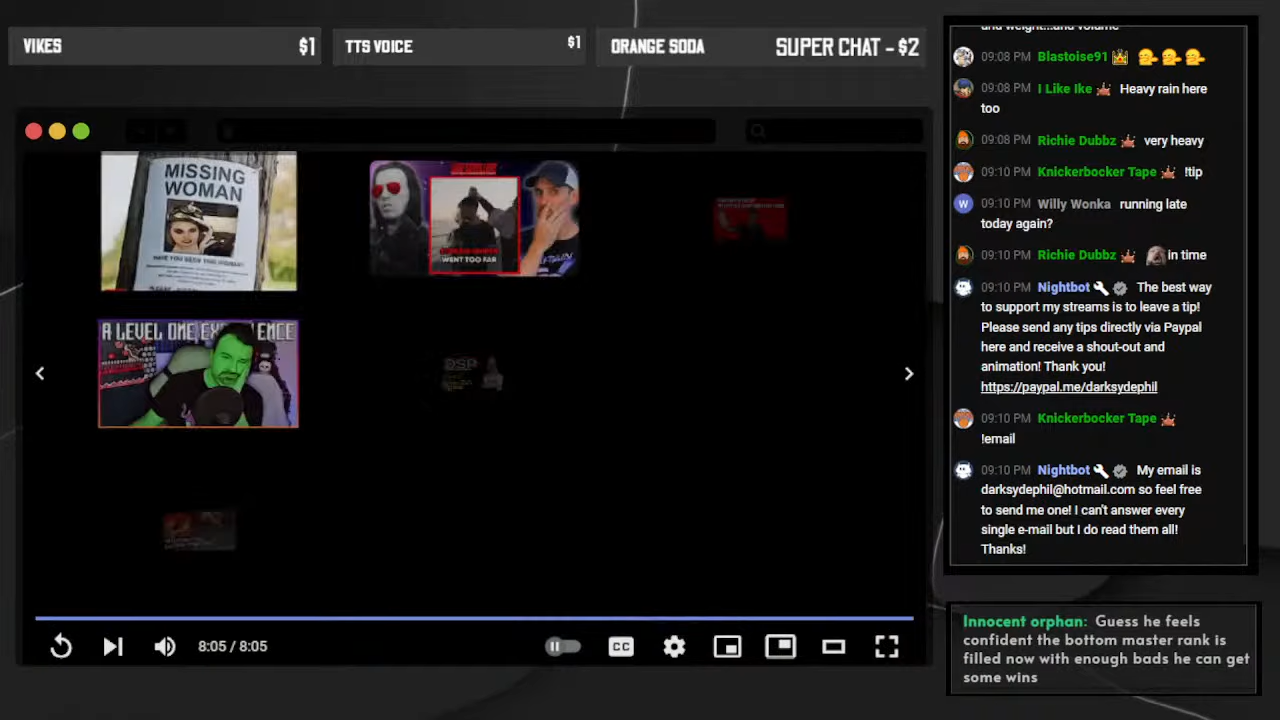 VIKES $1
TTS VOICE $1
ORANGE SODA SUPER CHAT - $2
MISSING
WOMAN
HAVE YOU SEEN THIS WOMAN?
WENT TOO FAR
A LEVEL ONE EX ENCE
DSP
8:05 / 8:05
CC
and weight...and volume
09:08 PM Blastoise91
09:08 PM I Like Ike Heavy rain here
too
09:08 PM Richie Dubbz very heavy
09:10 PM Knickerbocker Tape !tip
W 09:10 PM Willy Wonka running late
today again?
09:10 PM Richie Dubbz in time
09:10 PM Nightbot The best way
to support my streams is to leave a tip!
Please send any tips directly via Paypal
here and receive a shout-out and
animation! Thank you!
https://paypal.me/darksydephil
09:10 PM Knickerbocker Tape
!email
09:10 PM Nightbot My email is
darksydephil@hotmail.com so feel free
to send me one! I can't answer every
single e-mail but I do read them all!
Thanks!
Innocent orphan: Guess he feels
confident the bottom master rank is
filled now with enough bads he can get
some wins